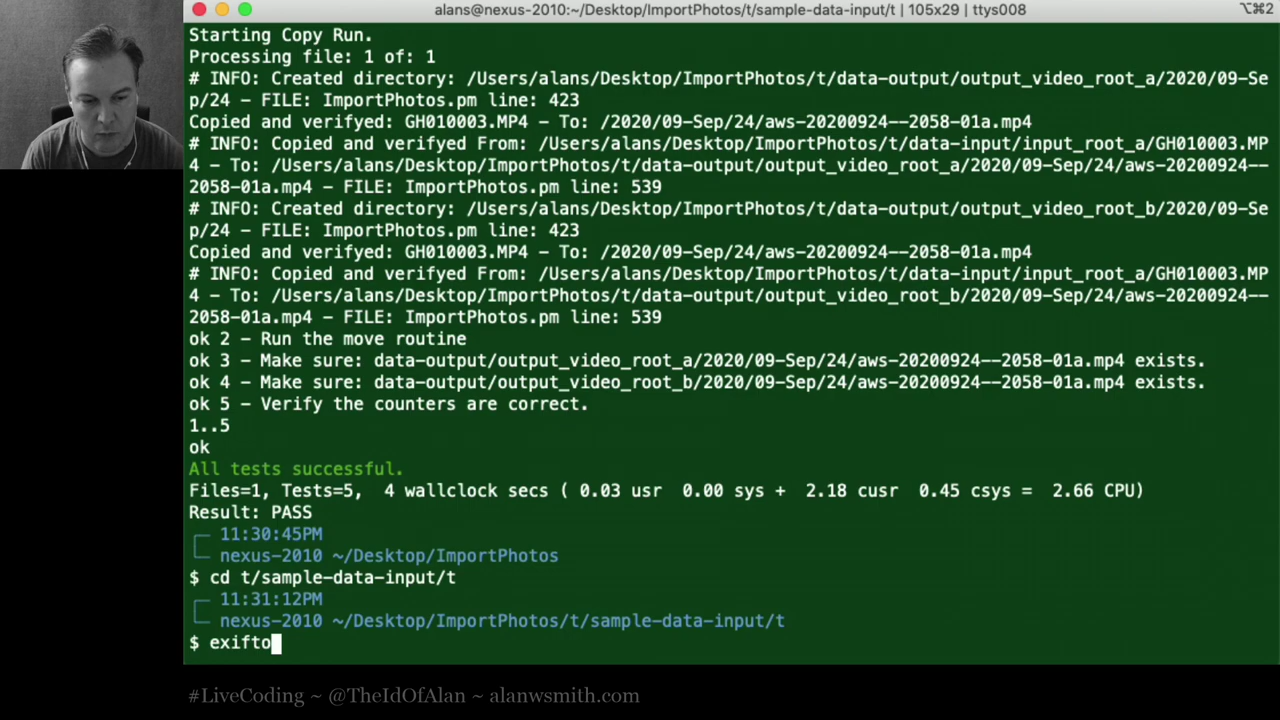 alans@nexus-2010:~/Desktop/ImportPhotos/t/sample-data-input/t | 105x29 | ttys008
⌥⌘2
Starting Copy Run.
Processing file: 1 of: 1
# INFO: Created directory: /Users/alans/Desktop/ImportPhotos/t/data-output/output_video_root_a/2020/09-Se
p/24 - FILE: ImportPhotos.pm line: 423
Copied and verifyed: GH010003.MP4 - To: /2020/09-Sep/24/aws-20200924--2058-01a.mp4
# INFO: Copied and verifyed From: /Users/alans/Desktop/ImportPhotos/t/data-input/input_root_a/GH010003.MP
4 - To: /Users/alans/Desktop/ImportPhotos/t/data-output/output_video_root_a/2020/09-Sep/24/aws-20200924--
2058-01a.mp4 - FILE: ImportPhotos.pm line: 539
# INFO: Created directory: /Users/alans/Desktop/ImportPhotos/t/data-output/output_video_root_b/2020/09-Se
p/24 - FILE: ImportPhotos.pm line: 423
Copied and verifyed: GH010003.MP4 - To: /2020/09-Sep/24/aws-20200924--2058-01a.mp4
# INFO: Copied and verifyed From: /Users/alans/Desktop/ImportPhotos/t/data-input/input_root_a/GH010003.MP
4 - To: /Users/alans/Desktop/ImportPhotos/t/data-output/output_video_root_b/2020/09-Sep/24/aws-20200924--
2058-01a.mp4 - FILE: ImportPhotos.pm line: 539
ok 2 - Run the move routine
ok 3 - Make sure: data-output/output_video_root_a/2020/09-Sep/24/aws-20200924--2058-01a.mp4 exists.
ok 4 - Make sure: data-output/output_video_root_b/2020/09-Sep/24/aws-20200924--2058-01a.mp4 exists.
ok 5 - Verify the counters are correct.
1..5
ok
All tests successful.
Files=1, Tests=5,  4 wallclock secs ( 0.03 usr  0.00 sys +  2.18 cusr  0.45 csys =  2.66 CPU)
Result: PASS
11:30:45PM
nexus-2010 ~/Desktop/ImportPhotos
$ cd t/sample-data-input/t
11:31:12PM
nexus-2010 ~/Desktop/ImportPhotos/t/sample-data-input/t
$ exifto
#LiveCoding ~ @TheIdOfAlan ~ alanwsmith.com